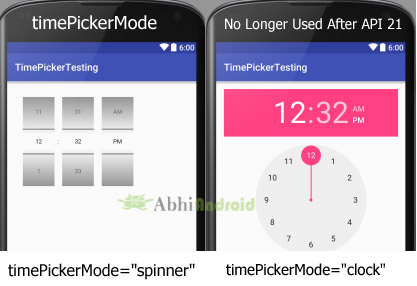 timePickerMode
6:00
TimePickerTesting
11 31 AM
12 : 32 PM
1 33
timePickerMode="spinner"
No Longer Used After API 21
6:00
TimePickerTesting
12:32 AM
PM
12
11 1
10 2
9 3
8 4
7 5
6
timePickerMode="clock"
AbhiAndroid